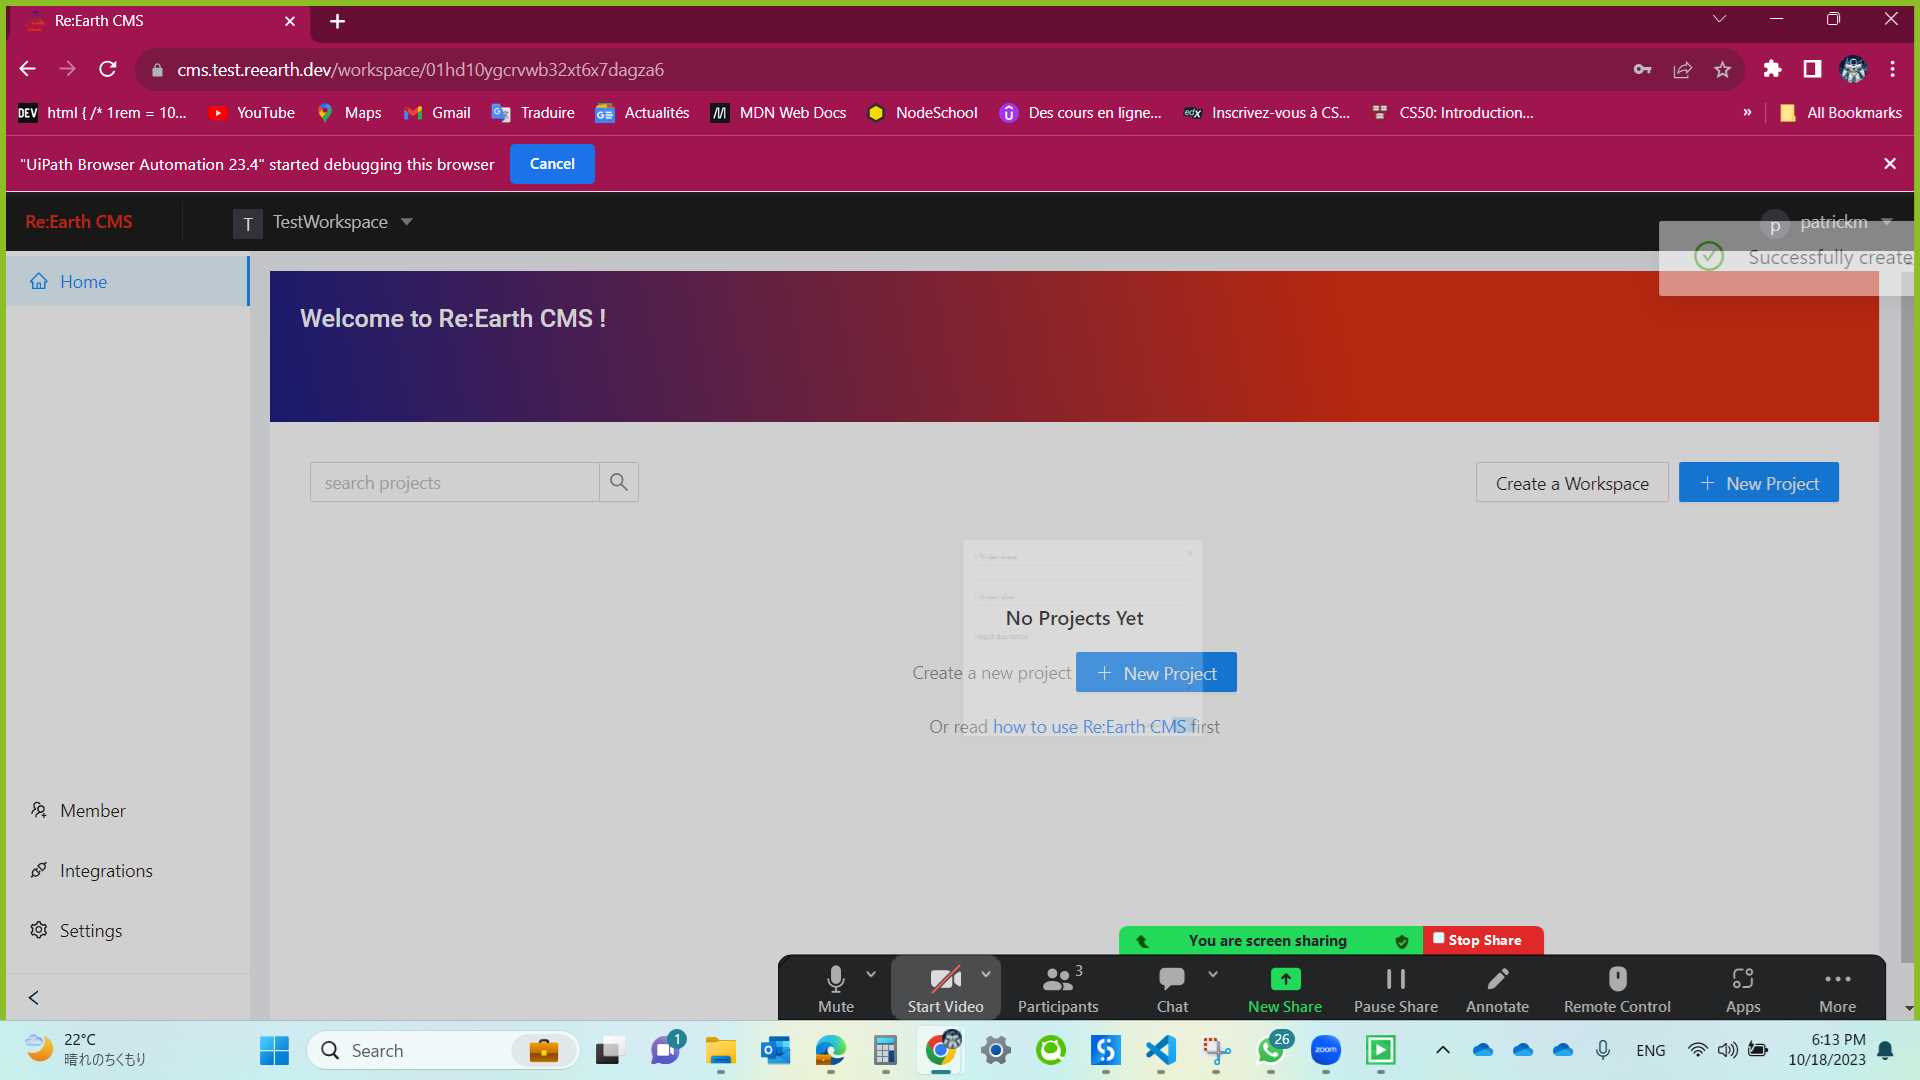 Re:Earth CMS
cms.test.reearth.dev/workspace/01hd10ygcrvwb32xt6x7dagza6
DEV html { /* 1rem = 10... YouTube Maps Gmail Traduire Actualités MDN Web Docs NodeSchool Des cours en ligne... edX Inscrivez-vous à CS... CS50: Introduction... » All Bookmarks
"UiPath Browser Automation 23.4" started debugging this browser Cancel
Re:Earth CMS T TestWorkspace p patrickm
Successfully create
Home
Welcome to Re:Earth CMS !
search projects Create a Workspace + New Project
No Projects Yet
Create a new project + New Project
Or read how to use Re:Earth CMS first
Member
Integrations
Settings
You are screen sharing Stop Share
Mute Start Video Participants 3 Chat New Share Pause Share Annotate Remote Control Apps More
22°C
晴れのちくもり
Search 1 26 zoom ENG
6:13 PM
10/18/2023